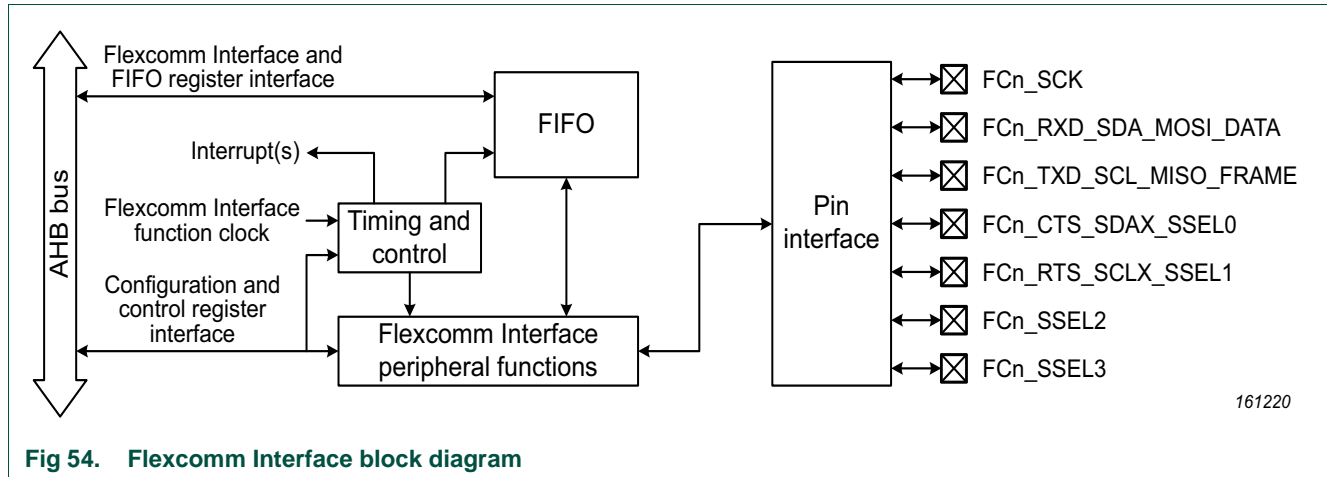 Flexcomm Interface and
FIFO register interface
FIFO
Interrupt(s)
AHB bus
Flexcomm Interface
function clock
Timing and
control
Configuration and
control register
interface
Flexcomm Interface
peripheral functions
Pin
interface
FCn_SCK
FCn_RXD_SDA_MOSI_DATA
FCn_TXD_SCL_MISO_FRAME
FCn_CTS_SDAX_SSEL0
FCn_RTS_SCLX_SSEL1
FCn_SSEL2
FCn_SSEL3
161220
Fig 54. Flexcomm Interface block diagram